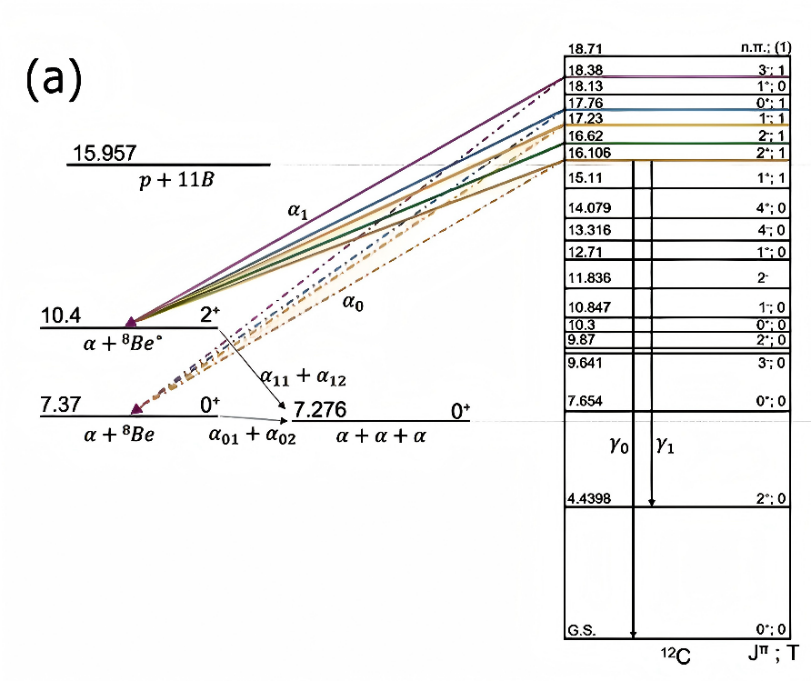 (a)
15.957
p + 11B
α₁
α₀
10.4 2⁺
α + ⁸Be*
α₁₁ + α₁₂
7.37 0⁺
α + ⁸Be
α₀₁ + α₀₂
7.276 0⁺
α + α + α
18.71 n.π.; (1)
18.38 3⁻; 1
18.13 1⁺; 0
17.76 0⁺; 1
17.23 1⁻; 1
16.62 2⁻; 1
16.106 2⁺; 1
15.11 1⁺; 1
14.079 4⁺; 0
13.316 4⁻; 0
12.71 1⁺; 0
11.836 2⁻
10.847 1⁻; 0
10.3 0⁺; 0
9.87 2⁺; 0
9.641 3⁻; 0
7.654 0⁺; 0
γ₀ γ₁
4.4398 2⁺; 0
G.S. 0⁺; 0
¹²C Jᵖⁱ ; T